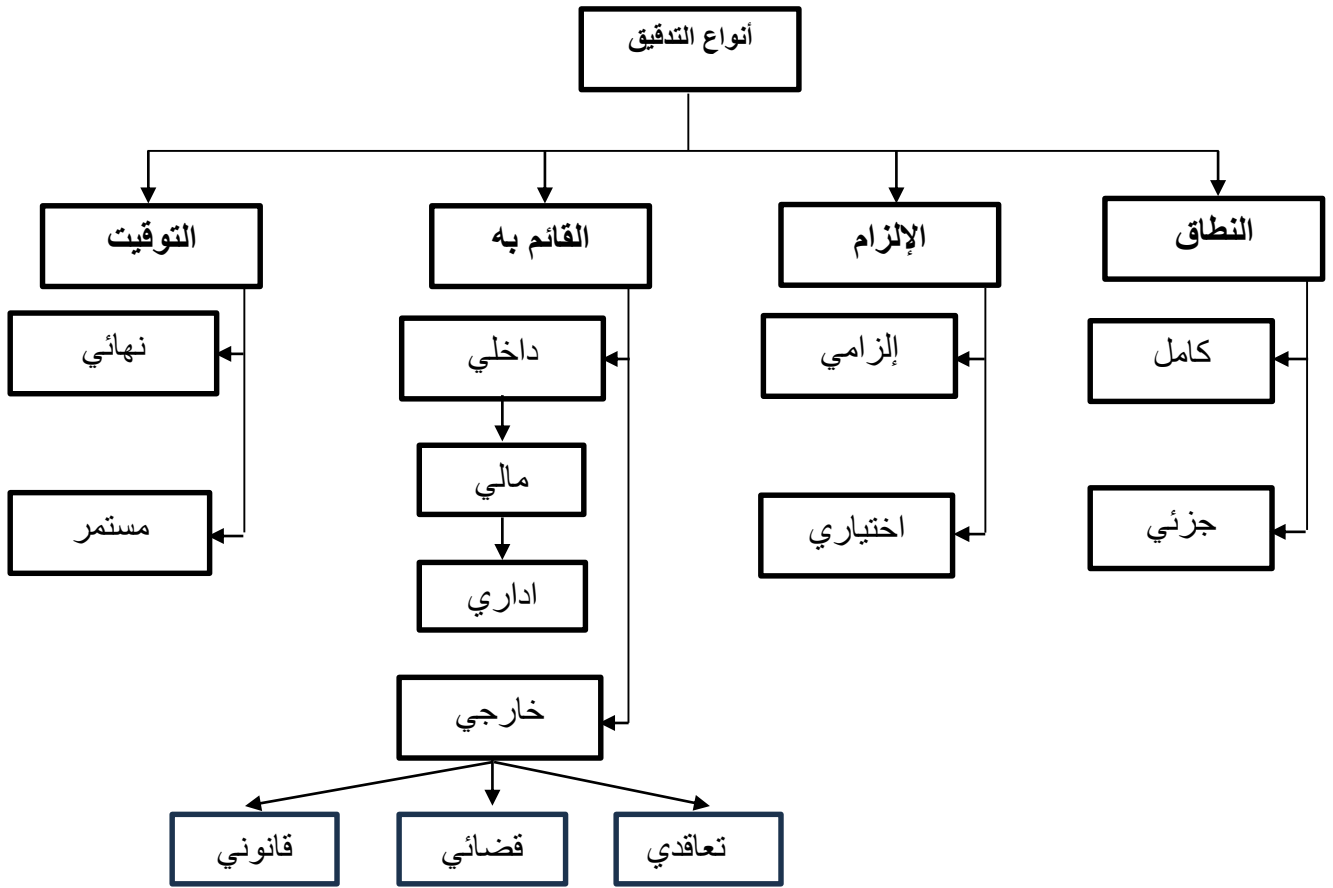 أنواع التدقيق
النطاق
الإلزام
القائم به
التوقيت
كامل
إلزامي
داخلي
نهائي
مالي
جزئي
اختياري
مستمر
اداري
خارجي
تعاقدي
قضائي
قانوني